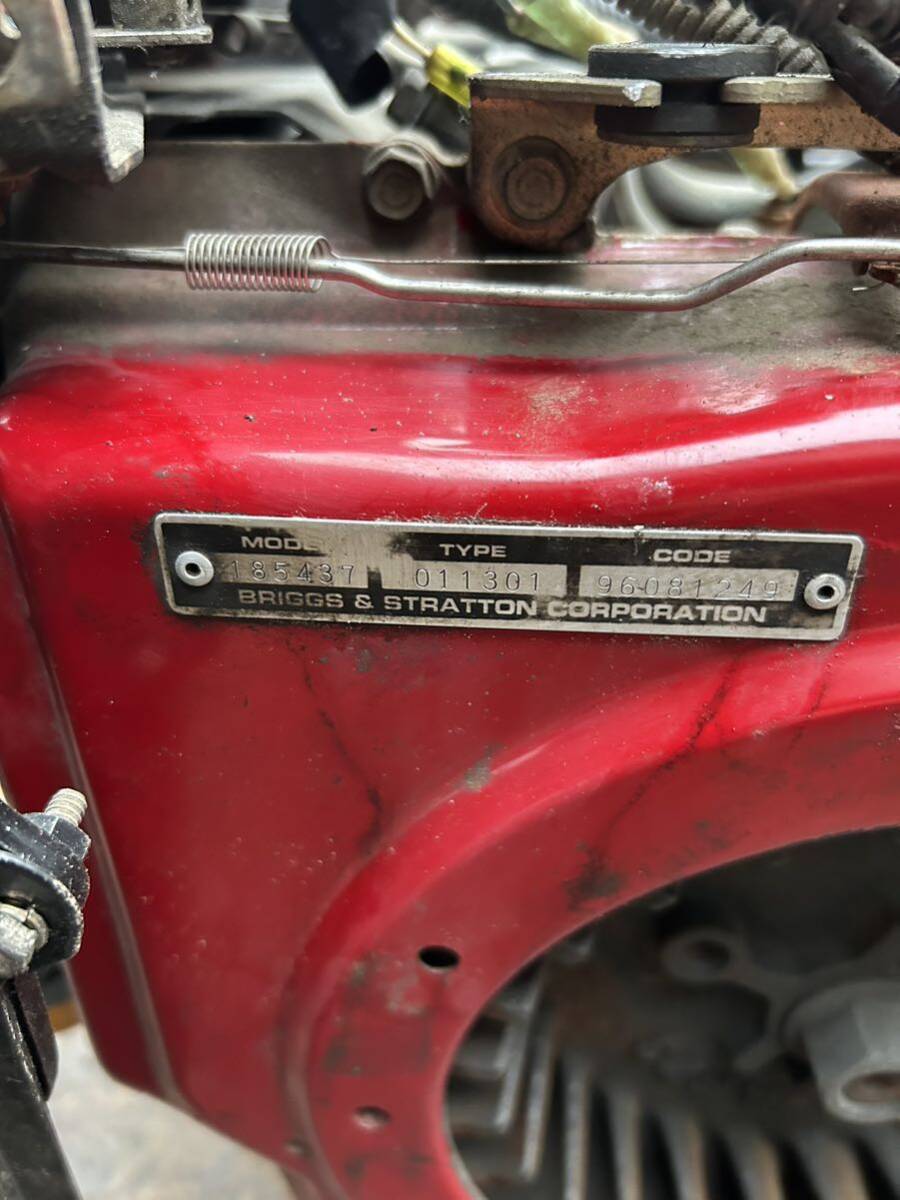 MODEL TYPE CODE
185437 011301 96081249
BRIGGS & STRATTON CORPORATION